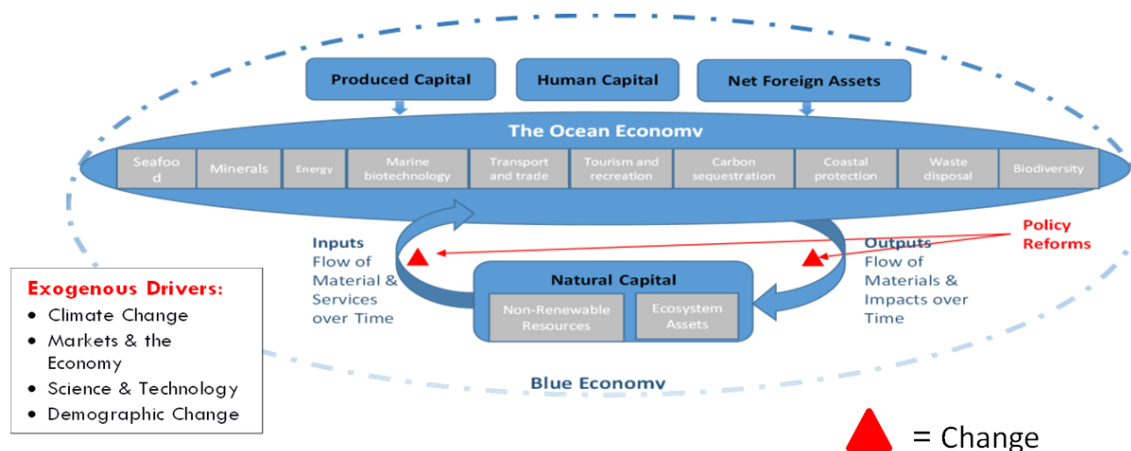 Produced Capital
Human Capital
Net Foreign Assets
The Ocean Economy
Seafoo
d
Minerals
Energy
Marine
biotechnology
Transport
and trade
Tourism and
recreation
Carbon
sequestration
Coastal
protection
Waste
disposal
Biodiversity
Policy
Reforms
Inputs
Flow of
Material &
Services
over Time
Outputs
Flow of
Materials &
Impacts over
Time
Natural Capital
Non-Renewable
Resources
Ecosystem
Assets
Exogenous Drivers:
• Climate Change
• Markets & the
Economy
• Science & Technology
• Demographic Change
Blue Economy
= Change